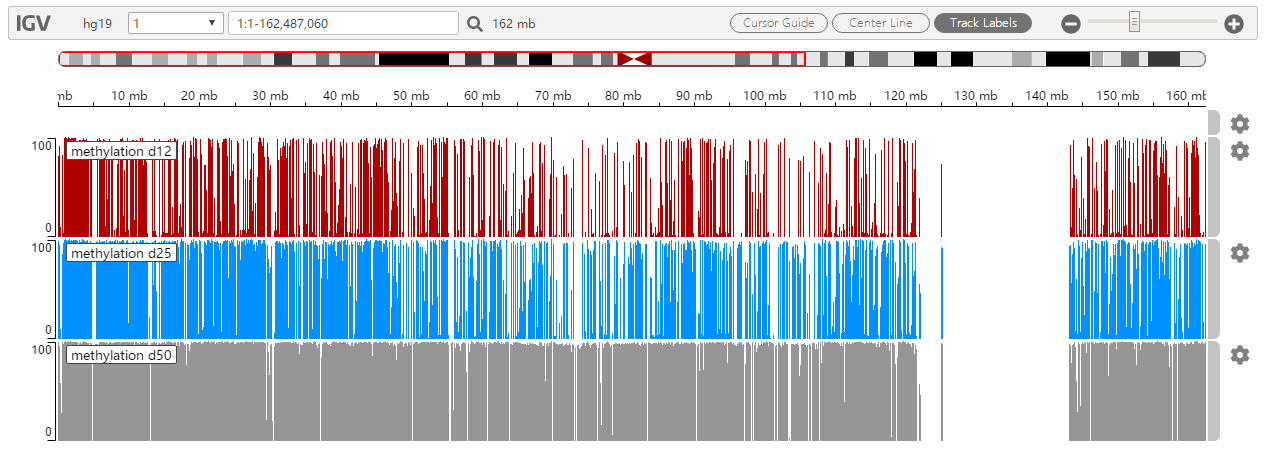 IGV hg19 1 1:1-162,487,060 162 mb Cursor Guide Center Line Track Labels
mb 10 mb 20 mb 30 mb 40 mb 50 mb 60 mb 70 mb 80 mb 90 mb 100 mb 110 mb 120 mb 130 mb 140 mb 150 mb 160 mb
100
methylation d12
0
100
methylation d25
0
100
methylation d50
0